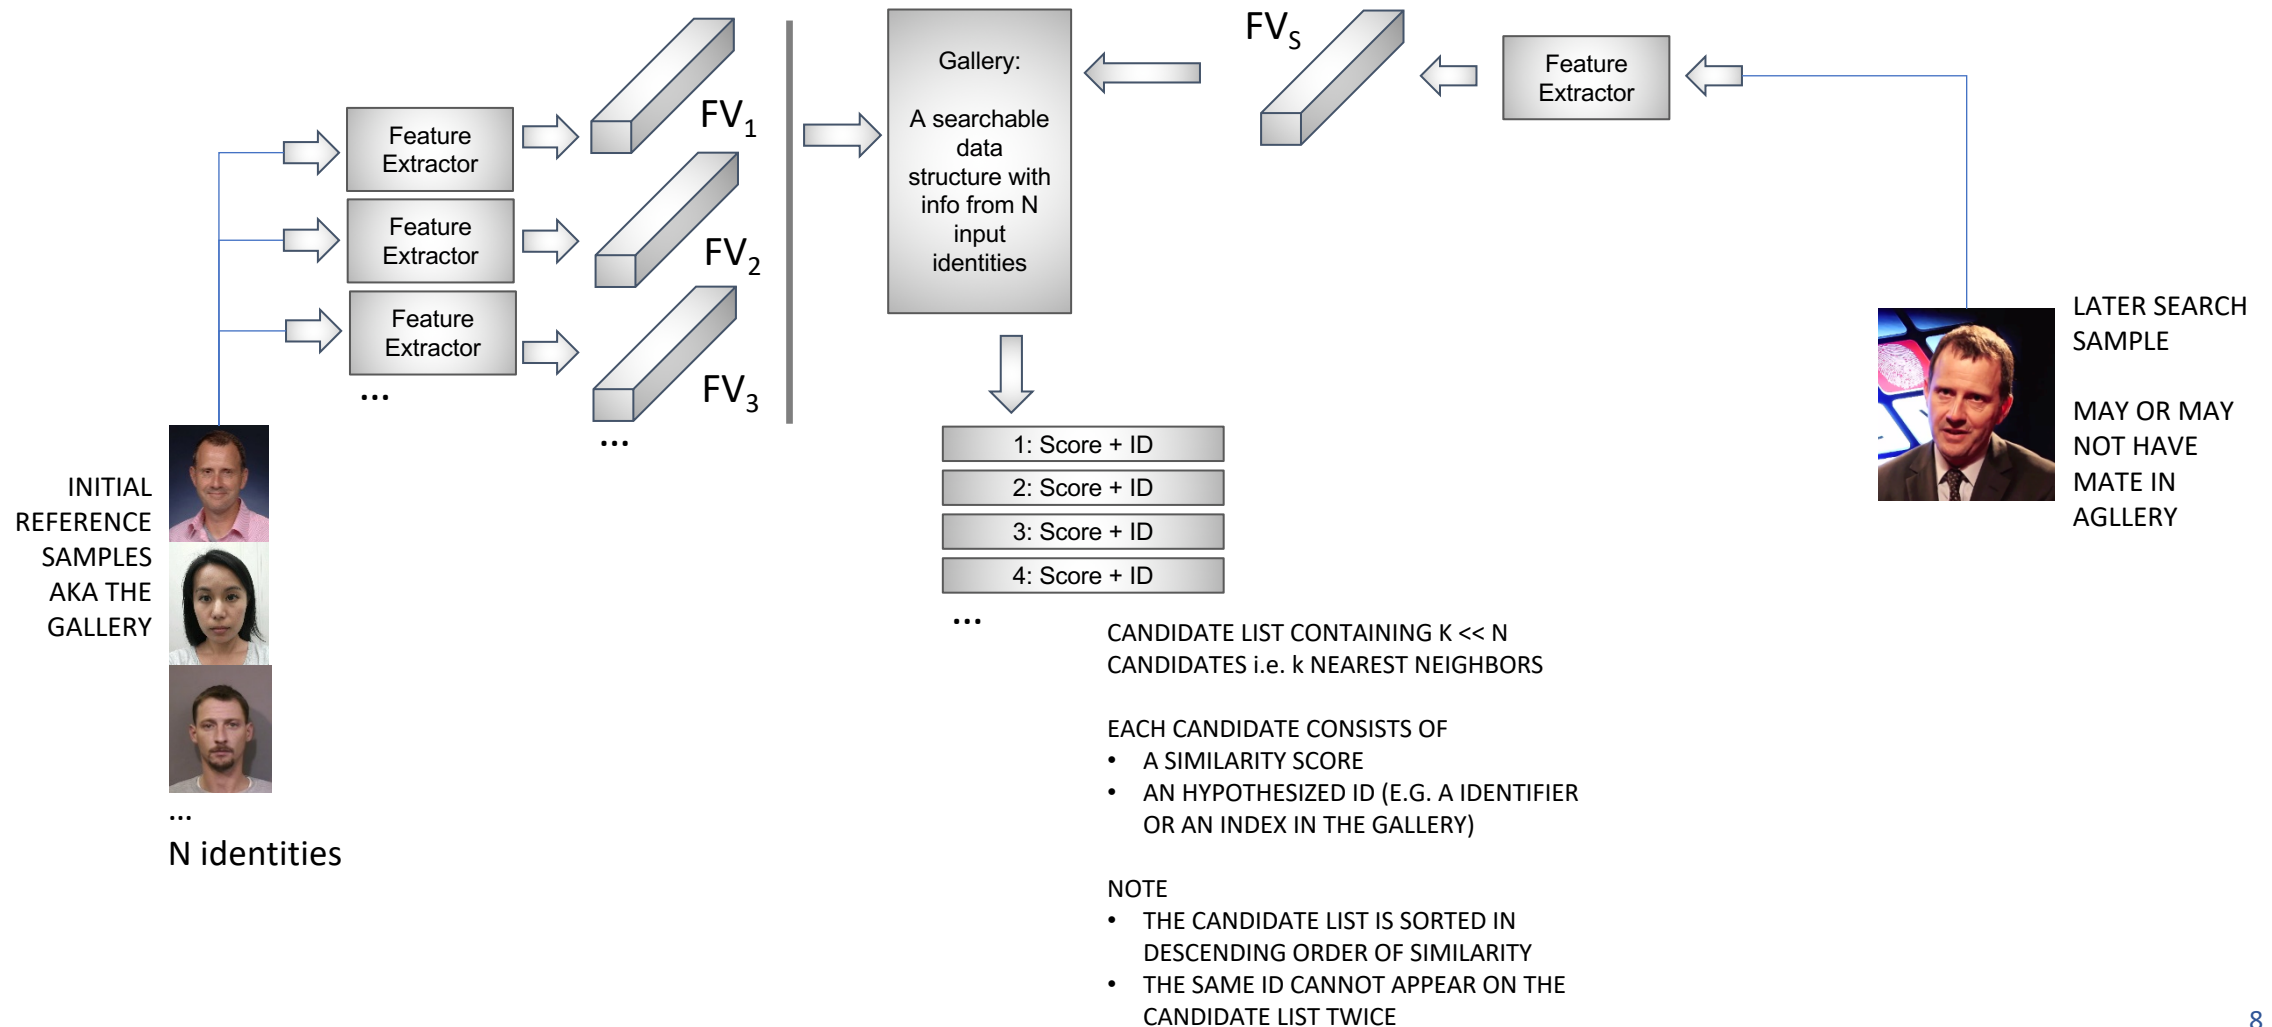 INITIAL
REFERENCE
SAMPLES
AKA THE
GALLERY
...
N identities
Feature
Extractor
Feature
Extractor
Feature
Extractor
...
FV1
FV2
FV3
...
Gallery:
A searchable
data
structure with
info from N
input
identities
FVS
Feature
Extractor
LATER SEARCH
SAMPLE
MAY OR MAY
NOT HAVE
MATE IN
AGLLERY
1: Score + ID
2: Score + ID
3: Score + ID
4: Score + ID
...
CANDIDATE LIST CONTAINING K << N
CANDIDATES i.e. k NEAREST NEIGHBORS
EACH CANDIDATE CONSISTS OF
• A SIMILARITY SCORE
• AN HYPOTHESIZED ID (E.G. A IDENTIFIER
OR AN INDEX IN THE GALLERY)
NOTE
• THE CANDIDATE LIST IS SORTED IN
DESCENDING ORDER OF SIMILARITY
• THE SAME ID CANNOT APPEAR ON THE
CANDIDATE LIST TWICE
8